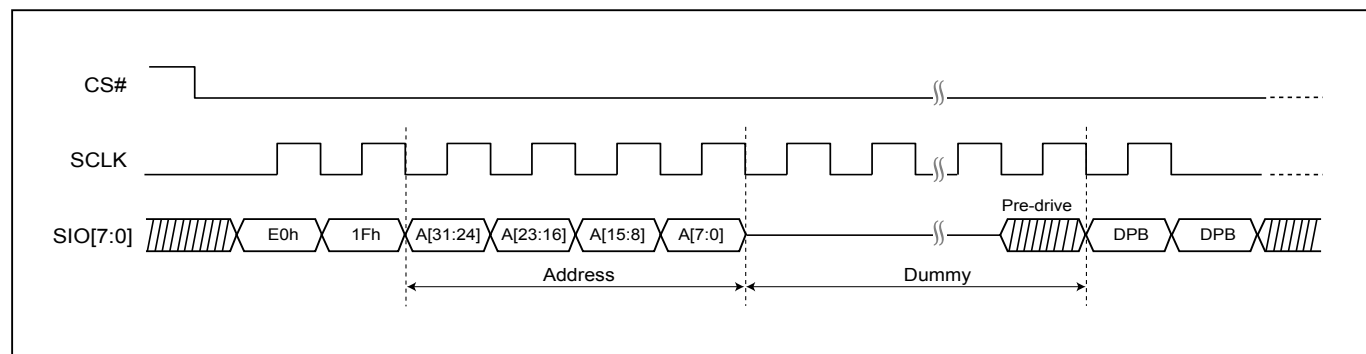 CS#
SCLK
Pre-drive
SIO[7:0] E0h 1Fh A[31:24] A[23:16] A[15:8] A[7:0] DPB DPB
Address Dummy